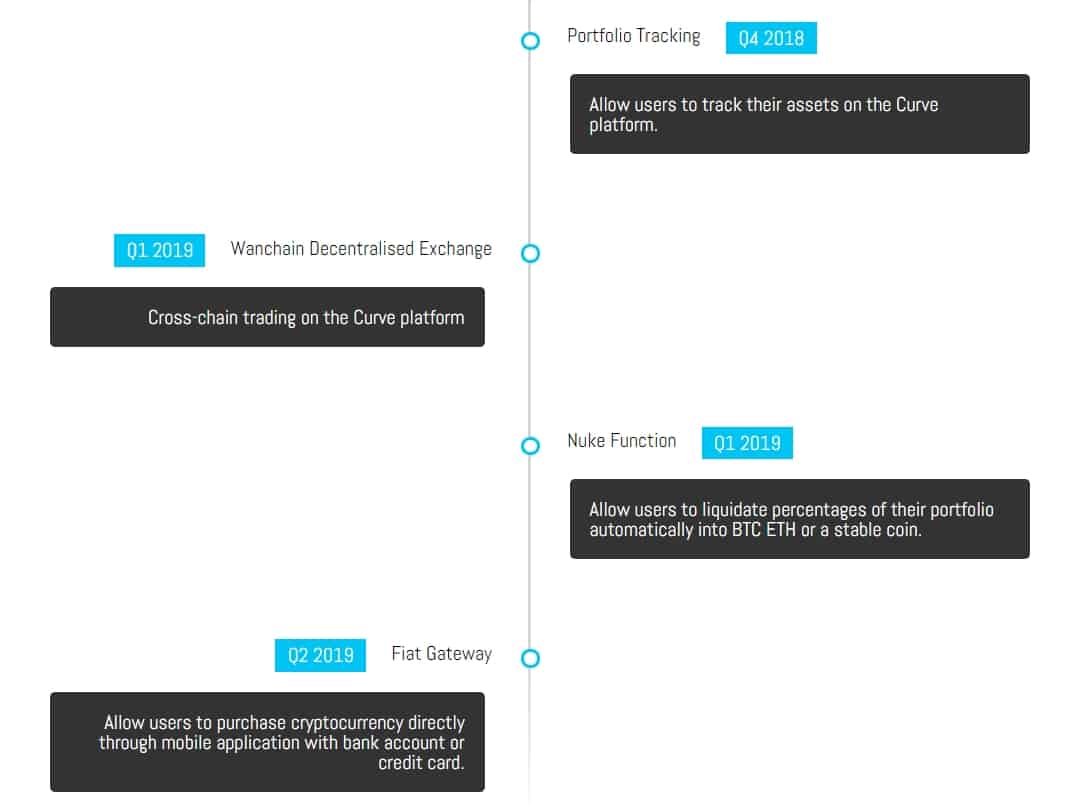 Portfolio Tracking Q4 2018
Allow users to track their assets on the Curve
platform.
Q1 2019 Wanchain Decentralised Exchange
Cross-chain trading on the Curve platform
Nuke Function Q1 2019
Allow users to liquidate percentages of their portfolio
automatically into BTC ETH or a stable coin.
Q2 2019 Fiat Gateway
Allow users to purchase cryptocurrency directly
through mobile application with bank account or
credit card.